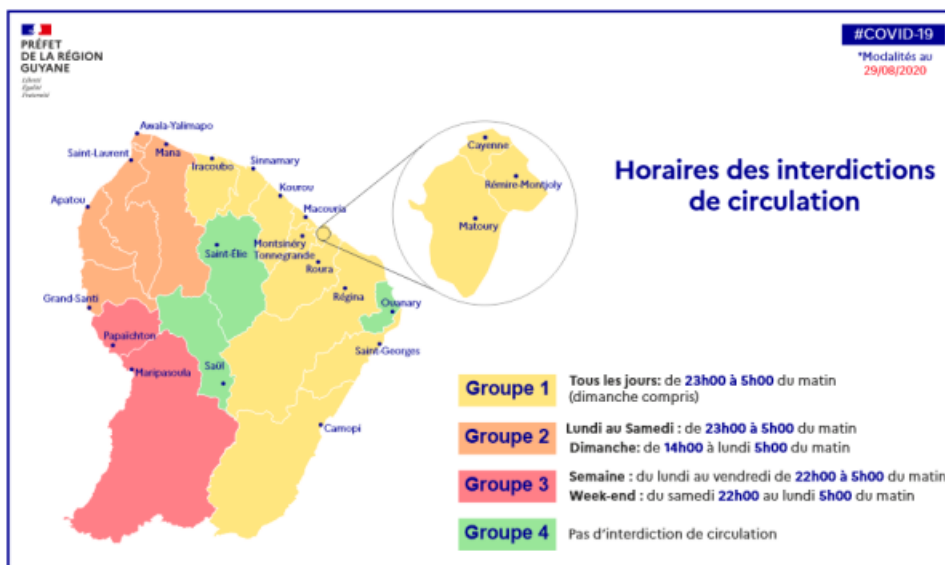 PRÉFET
DE LA RÉGION
GUYANE
Liberté
Égalité
Fraternité
#COVID-19
*Modalités au
29/08/2020
Horaires des interdictions
de circulation
Awala-Yalimapo
Saint-Laurent
Mana
Iracoubo
Sinnamary
Apatou
Kourou
Macouria
Saint-Élie
Montsinéry
Tonnegrande
Roura
Cayenne
Rémire-Montjoly
Matoury
Grand-Santi
Régina
Ouanary
Papaïchton
Saint-Georges
Maripasoula
Saül
Camopi
Groupe 1
Tous les jours: de 23h00 à 5h00 du matin
(dimanche compris)
Groupe 2
Lundi au Samedi : de 23h00 à 5h00 du matin
Dimanche: de 14h00 à lundi 5h00 du matin
Groupe 3
Semaine : du lundi au vendredi de 22h00 à 5h00 du matin
Week-end : du samedi 22h00 au lundi 5h00 du matin
Groupe 4
Pas d'interdiction de circulation